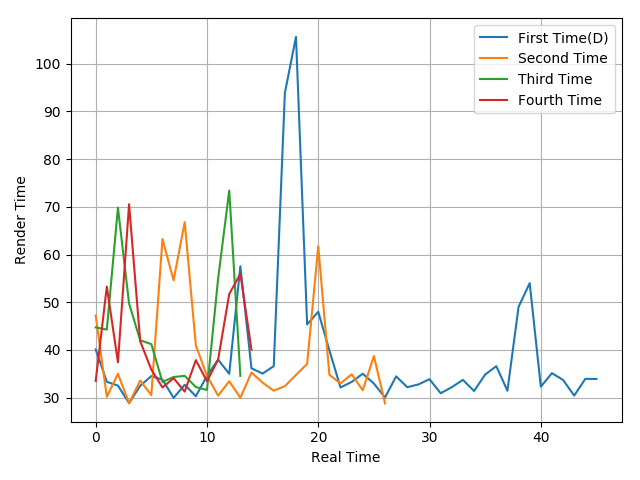 First Time(D)
Second Time
Third Time
Fourth Time
100
90
80
70
60
50
40
30
Render Time
0
10
20
30
40
Real Time